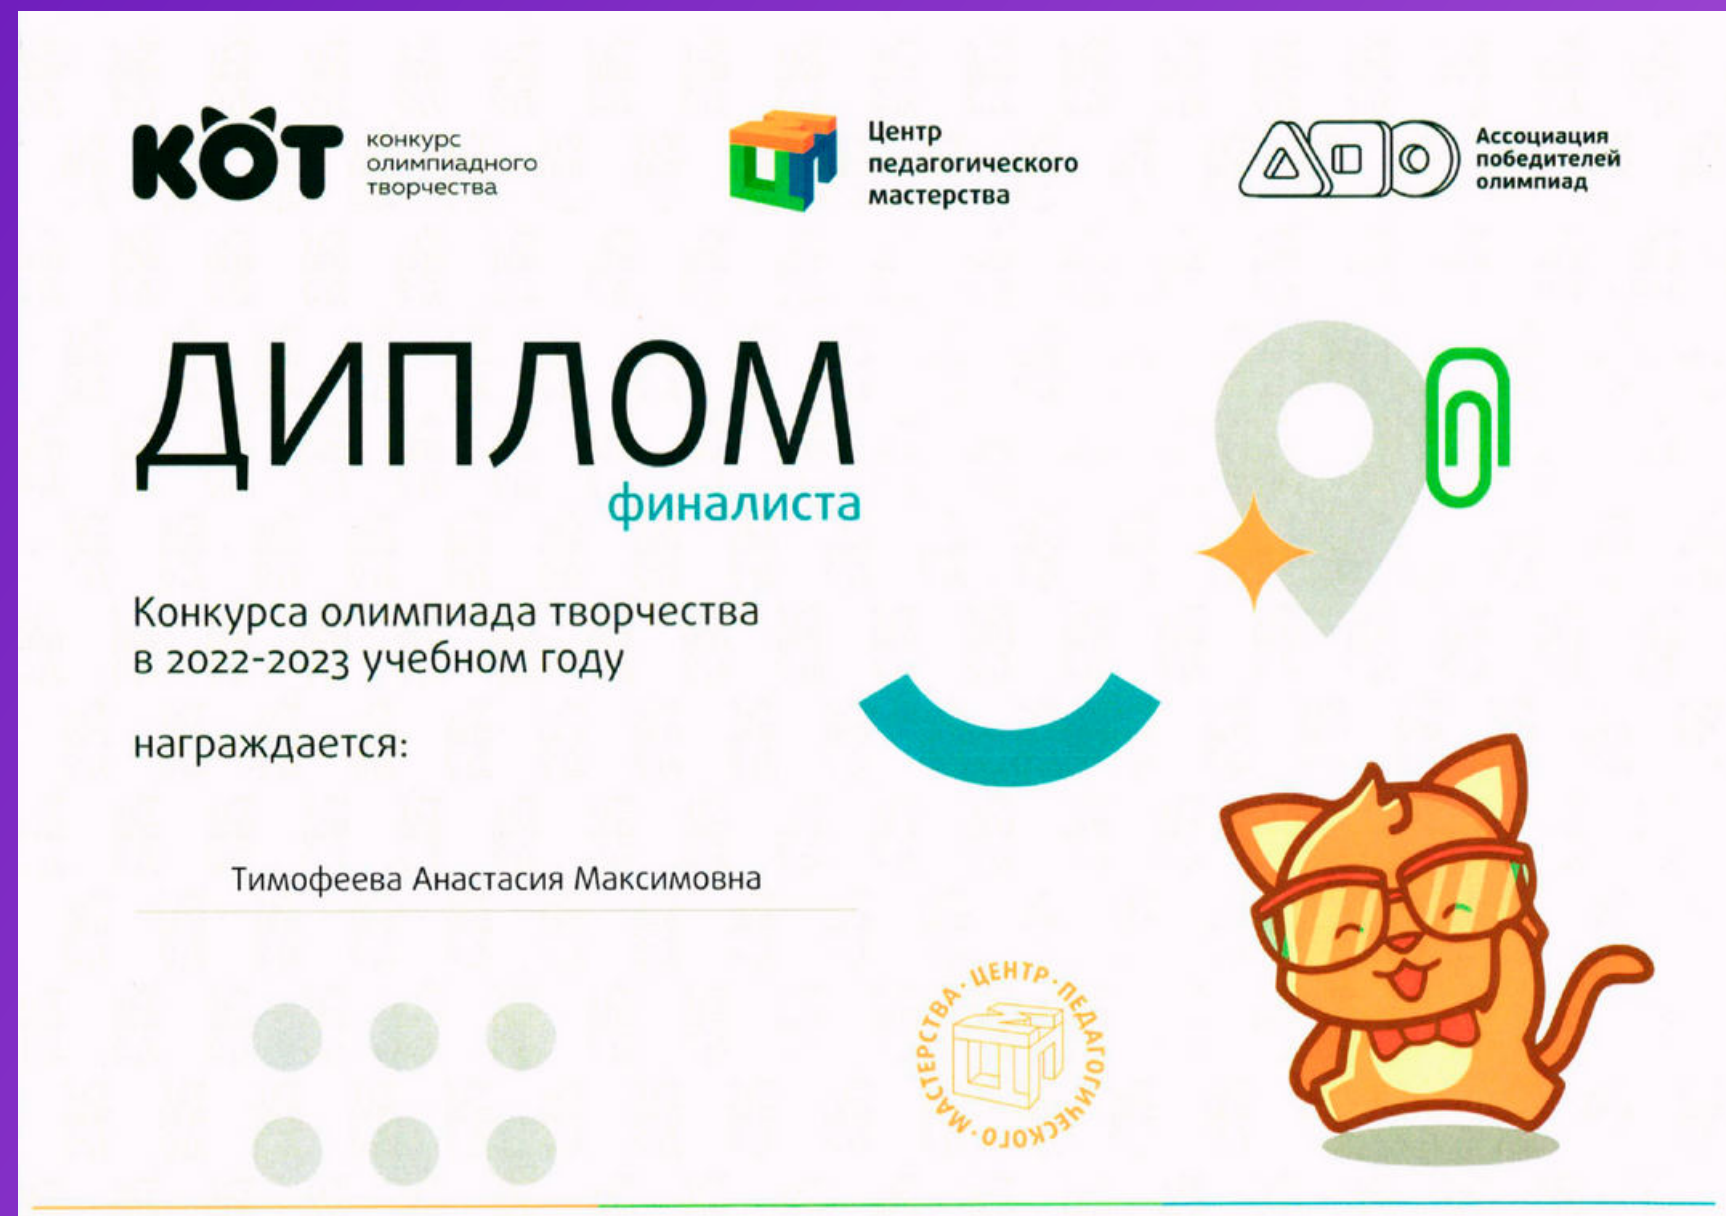 КОТ
конкурс
олимпиадного
творчества
Центр
педагогического
мастерства
Ассоциация
победителей
олимпиад
ДИПЛОМ
финалиста
Конкурса олимпиада творчества
в 2022-2023 учебном году
награждается:
Тимофеева Анастасия Максимовна
ЦЕНТР · ПЕДАГОГИЧЕСКОГО · МАСТЕРСТВА ·